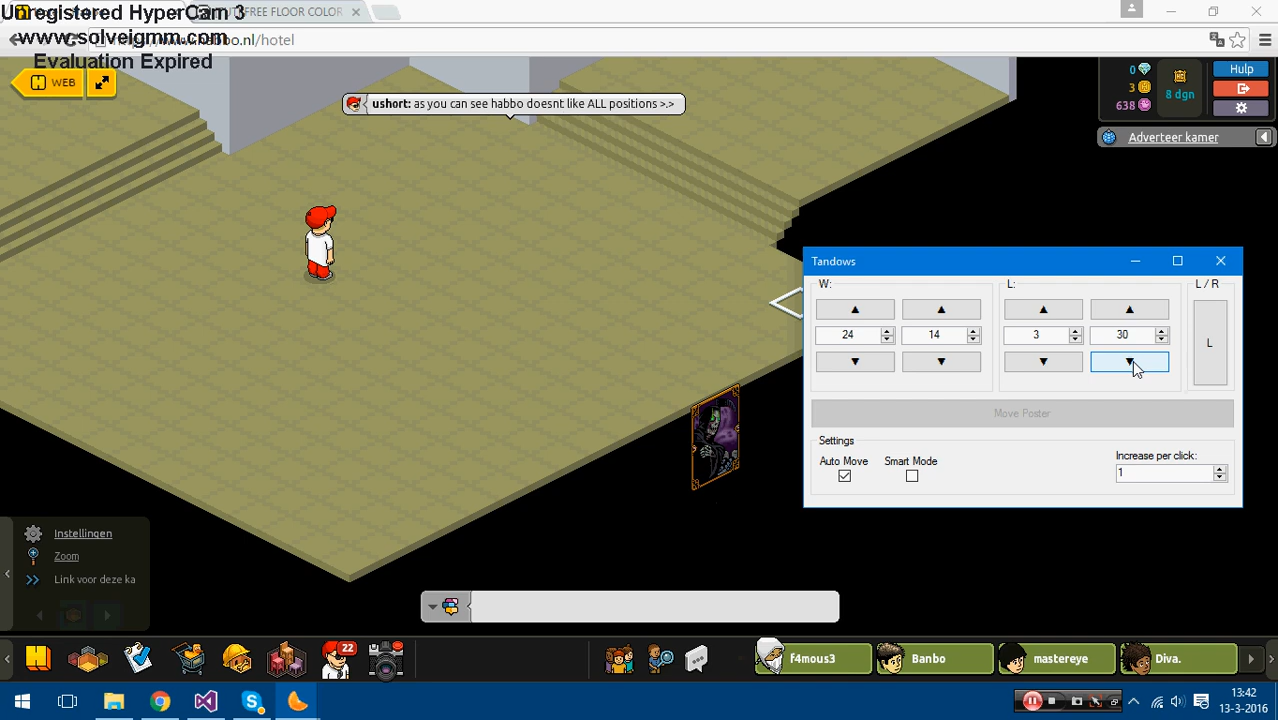 Unregistered HyperCam 3
FREE FLOOR COLOR
www.solveigmm.com
habbo.nl/hotel
Evaluation Expired
WEB
ushort: as you can see habbo doesnt like ALL positions >.>
0
3
638
8 dgn
Hulp
Adverteer kamer
Tandows
W:
L:
L / R
24
14
3
30
L
Move Poster
Settings
Auto Move
Smart Mode
Increase per click:
1
Instellingen
Zoom
Link voor deze ka
22
f4mous3
Banbo
mastereye
Diva.
13:42
13-3-2016